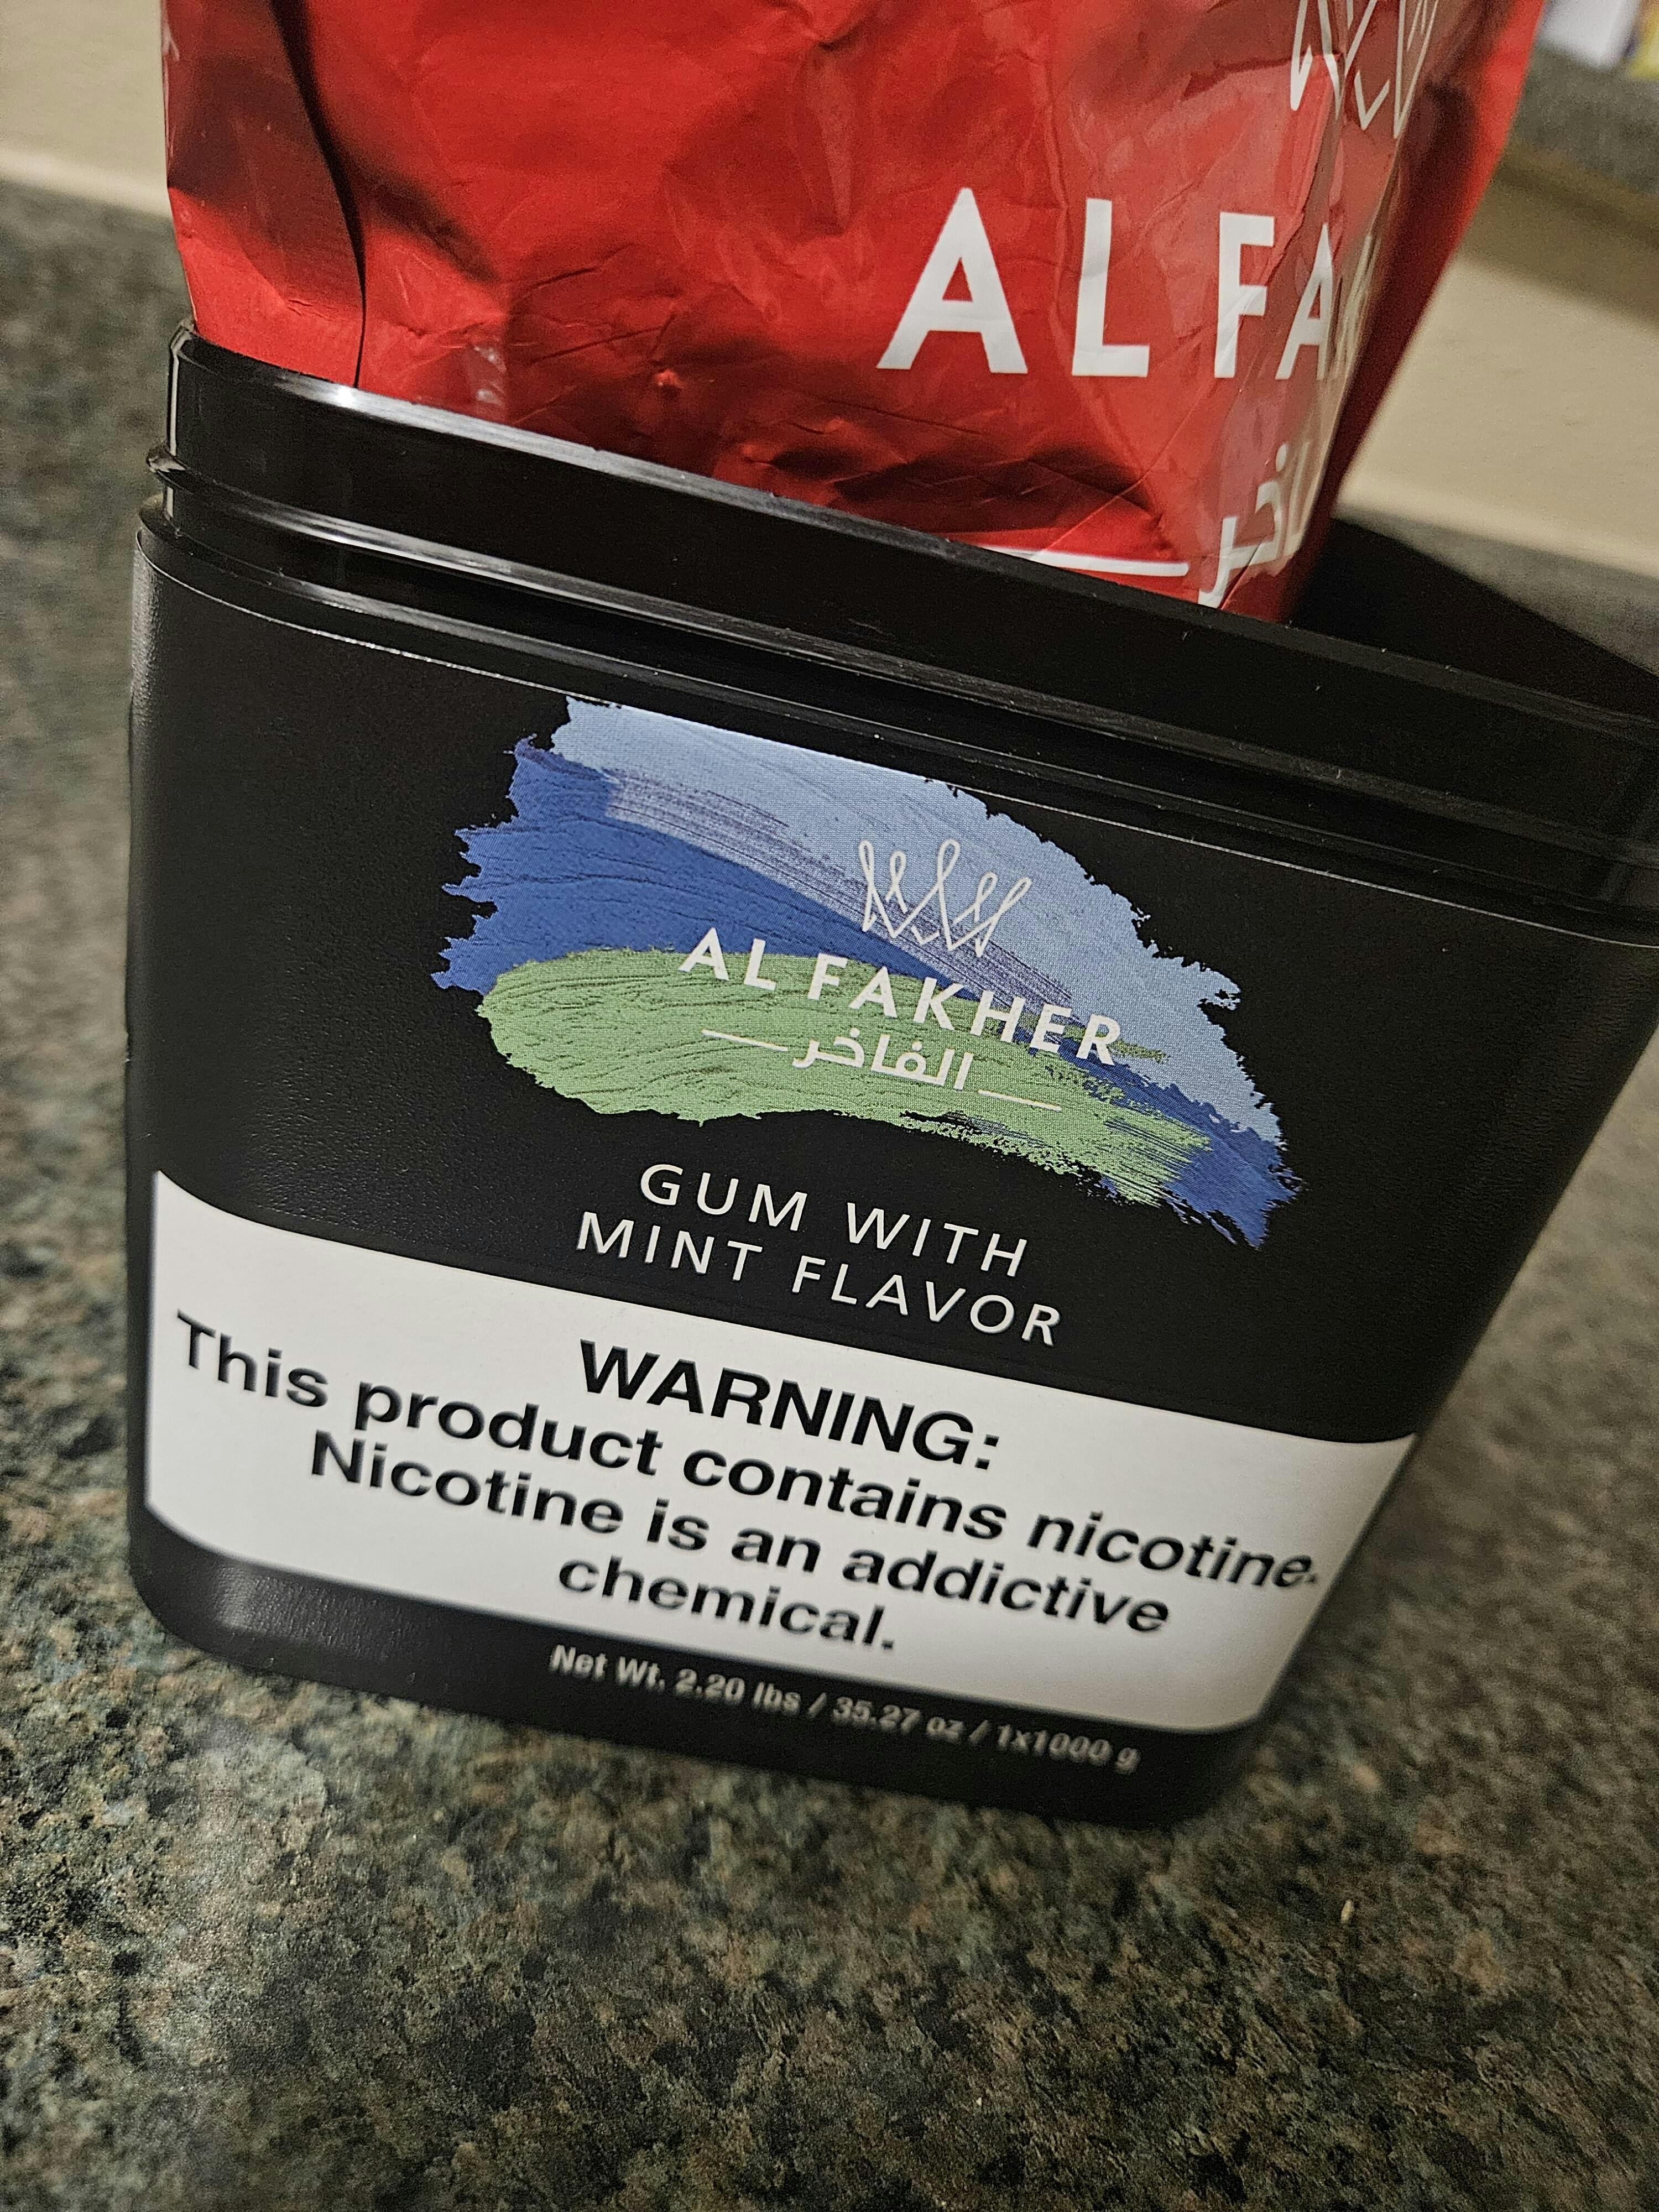 AL FA
AL FAKHER
الفاخر
GUM WITH
MINT FLAVOR
WARNING:
This product contains nicotine.
Nicotine is an addictive
chemical.
Net Wt. 2.20 lbs / 35.27 oz / 1x1000 g